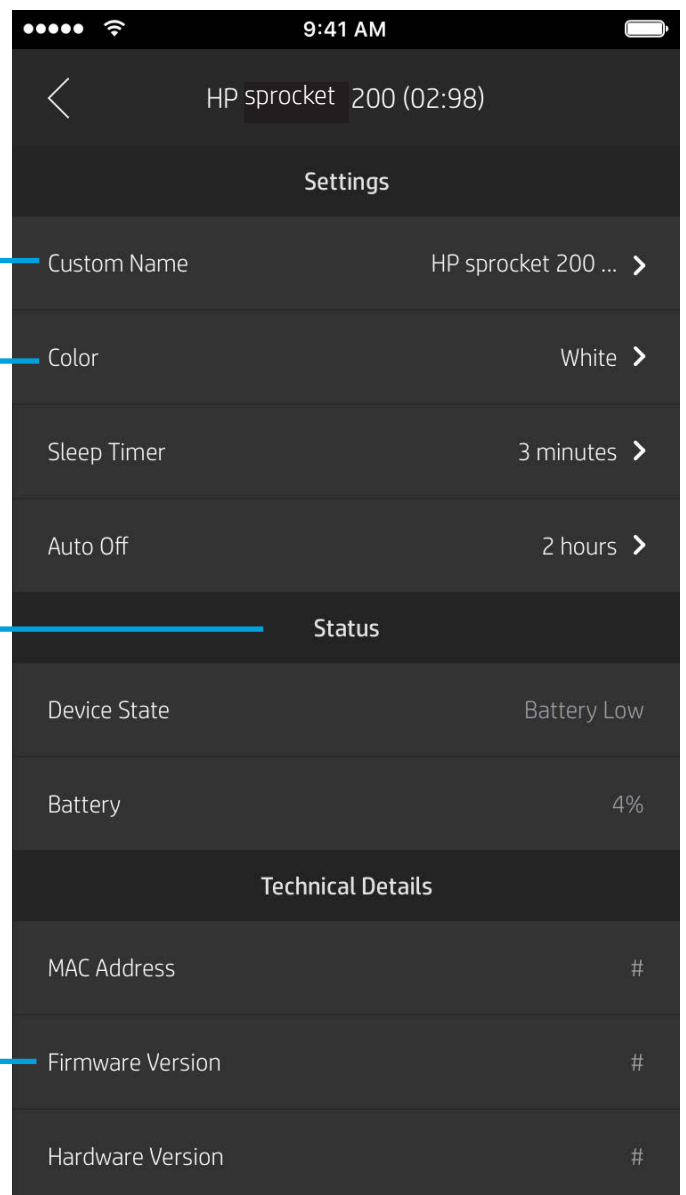 9:41 AM
HP sprocket 200 (02:98)
Settings
Custom Name HP sprocket 200 ...
Color White
Sleep Timer 3 minutes
Auto Off 2 hours
Status
Device State Battery Low
Battery 4%
Technical Details
MAC Address #
Firmware Version #
Hardware Version #